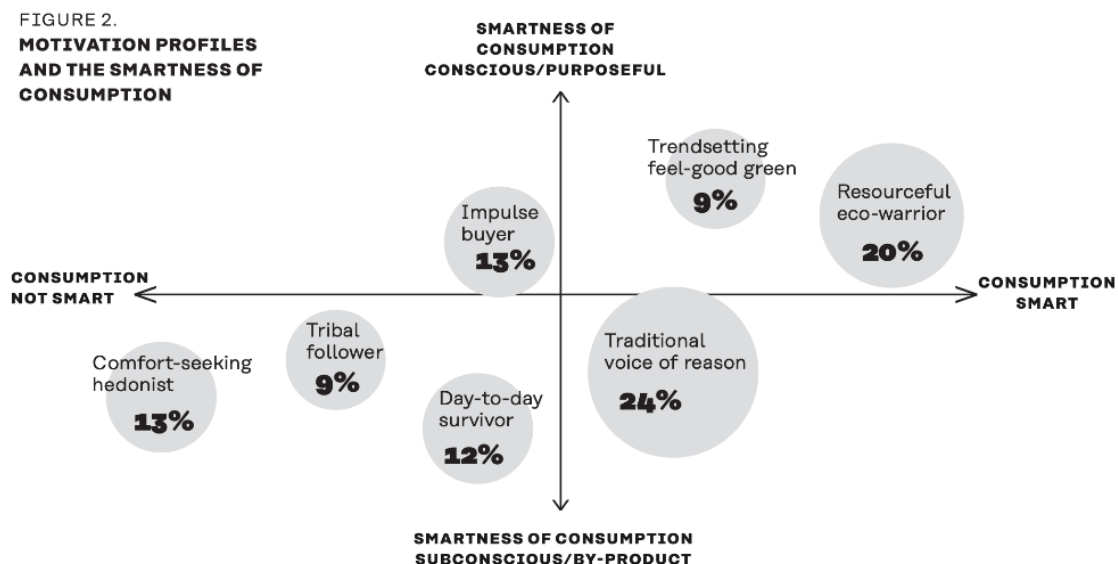 FIGURE 2.
MOTIVATION PROFILES
AND THE SMARTNESS OF
CONSUMPTION
SMARTNESS OF
CONSUMPTION
CONSCIOUS/PURPOSEFUL
Trendsetting
feel-good green
9%
Resourceful
eco-warrior
20%
Impulse
buyer
13%
CONSUMPTION
NOT SMART
CONSUMPTION
SMART
Comfort-seeking
hedonist
13%
Tribal
follower
9%
Day-to-day
survivor
12%
Traditional
voice of reason
24%
SMARTNESS OF CONSUMPTION
SUBCONSCIOUS/BY-PRODUCT